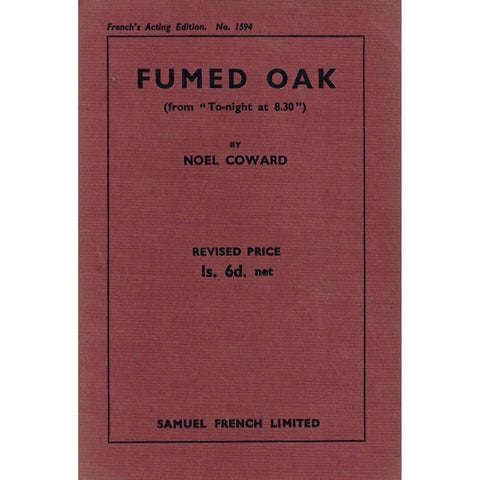 French's Acting Edition. No. 1594
FUMED OAK
(from "To-night at 8.30")
BY
NOEL COWARD
REVISED PRICE
1s. 6d. net
SAMUEL FRENCH LIMITED